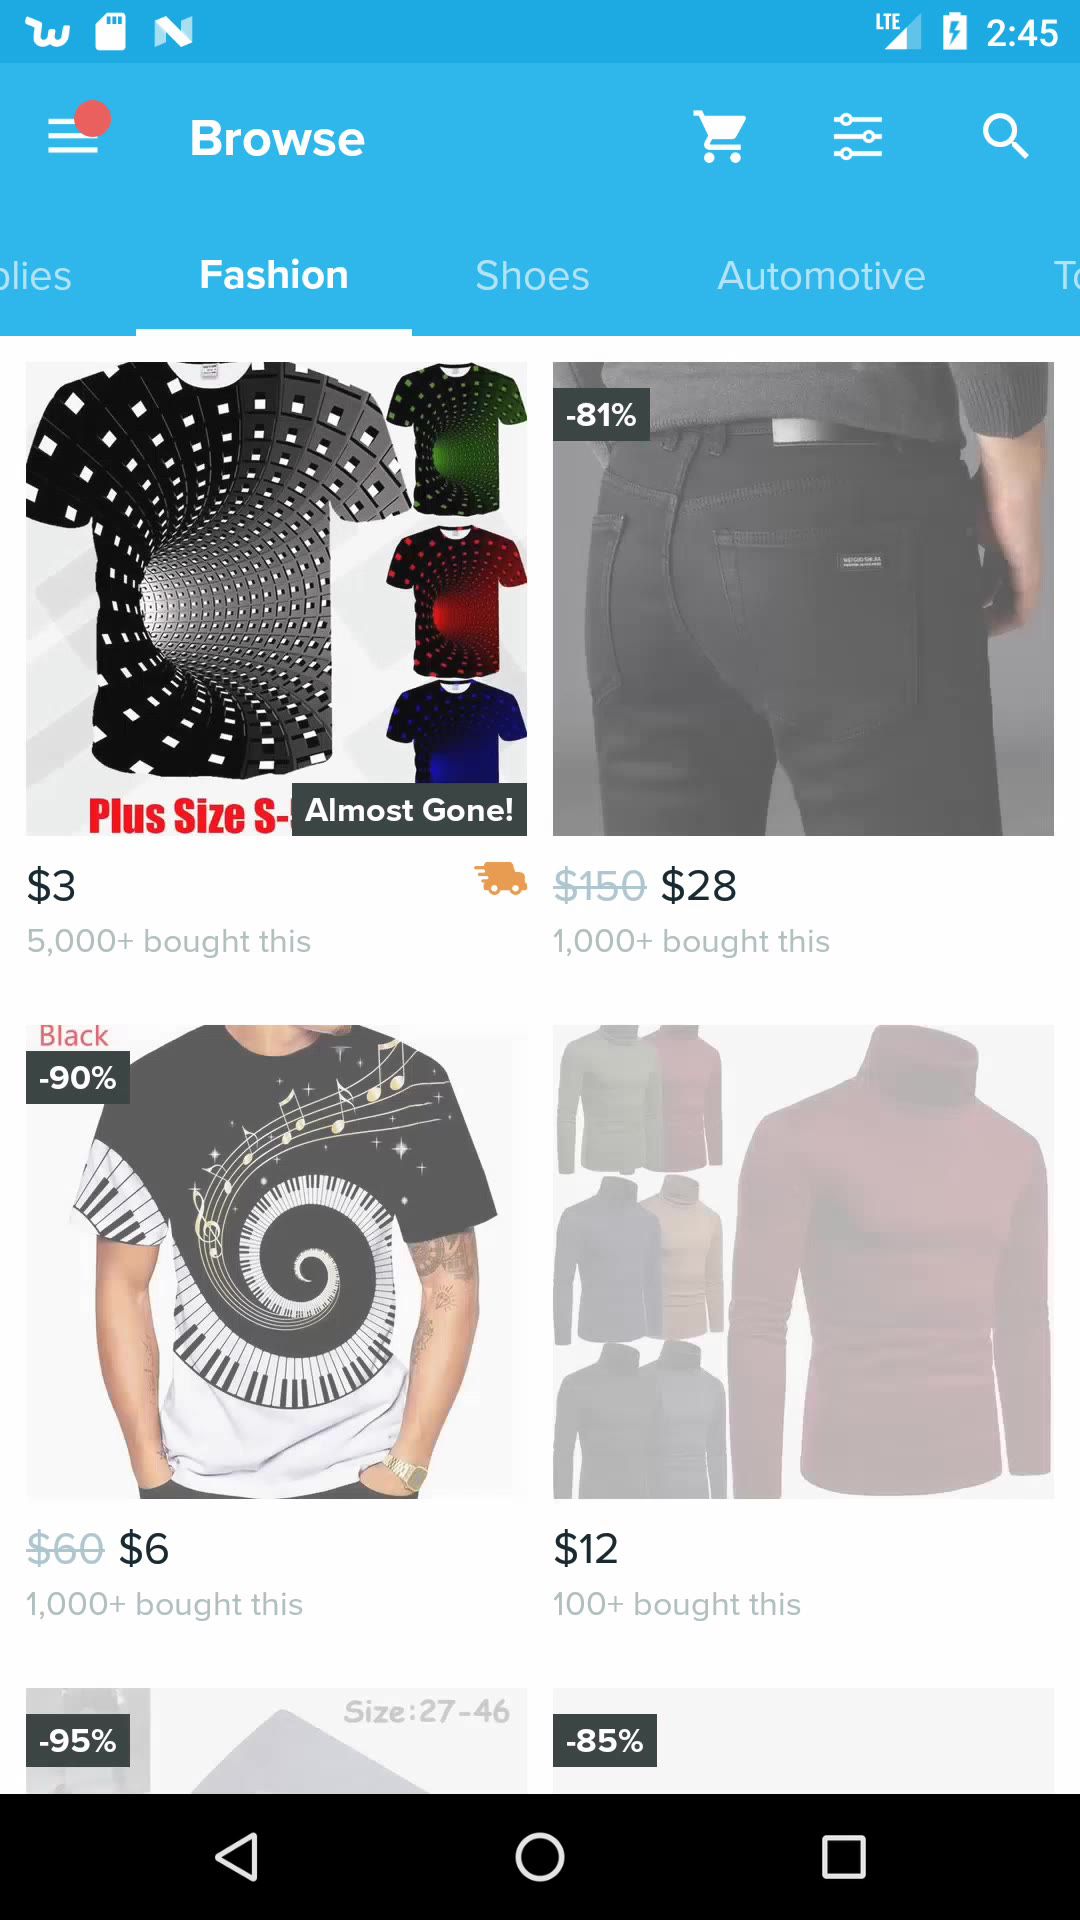 LTE
2:45
Browse
plies
Fashion
Shoes
Automotive
-81%
Plus Size S-
Almost Gone!
$3
$150 $28
5,000+ bought this
1,000+ bought this
Black
-90%
$60 $6
$12
1,000+ bought this
100+ bought this
-95%
Size:27-46
-85%